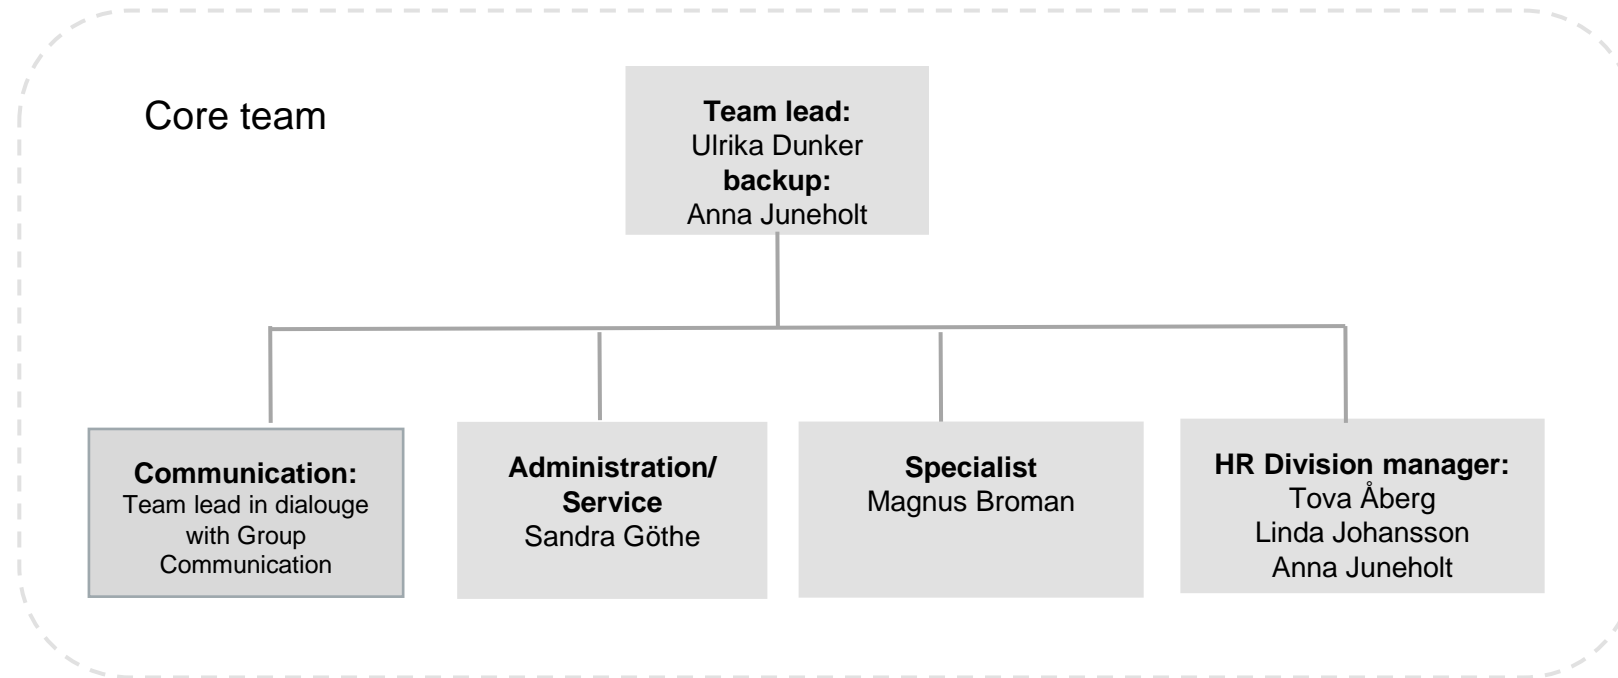 Core team
Team lead:
Ulrika Dunker
backup:
Anna Juneholt
Communication:
Team lead in dialouge
with Group
Communication
Administration/
Service
Sandra Göthe
Specialist
Magnus Broman
HR Division manager:
Tova Åberg
Linda Johansson
Anna Juneholt